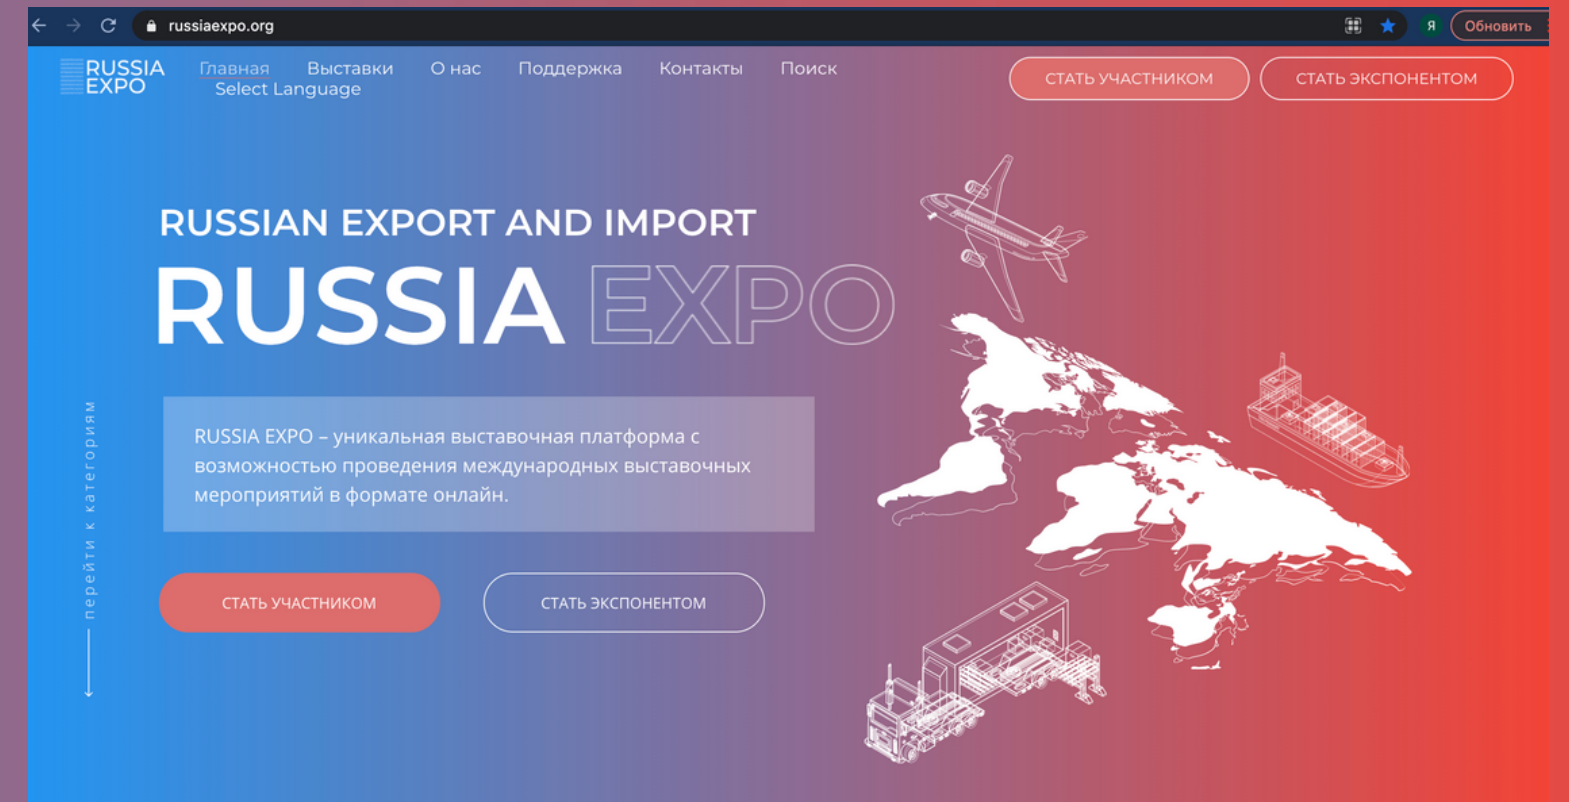 russiaexpo.org
Я
Обновить
RUSSIA
EXPO
Главная Выставки О нас Поддержка Контакты Поиск
Select Language
СТАТЬ УЧАСТНИКОМ
СТАТЬ ЭКСПОНЕНТОМ
RUSSIAN EXPORT AND IMPORT
RUSSIA EXPO
RUSSIA EXPO – уникальная выставочная платформа с
возможностью проведения международных выставочных
мероприятий в формате онлайн.
перейти к категориям
СТАТЬ УЧАСТНИКОМ
СТАТЬ ЭКСПОНЕНТОМ